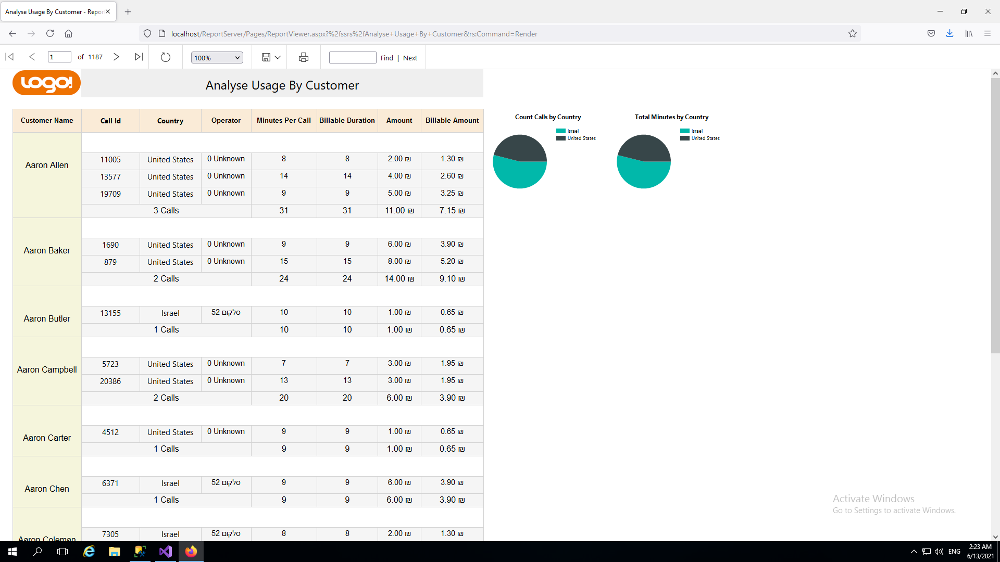 Analyse Usage By Customer - Repor
localhost/ReportServer/Pages/ReportViewer.aspx?%2fssrs%2fAnalyse+Usage+By+Customer&rs:Command=Render
1 of 1187 100% Find | Next
LOGO! Analyse Usage By Customer
Customer Name Call Id Country Operator Minutes Per Call Billable Duration Amount Billable Amount
Aaron Allen
11005 United States 0 Unknown 8 8 2.00 ₪ 1.30 ₪
13577 United States 0 Unknown 14 14 4.00 ₪ 2.60 ₪
19709 United States 0 Unknown 9 9 5.00 ₪ 3.25 ₪
3 Calls 31 31 11.00 ₪ 7.15 ₪
Aaron Baker
1690 United States 0 Unknown 9 9 6.00 ₪ 3.90 ₪
879 United States 0 Unknown 15 15 8.00 ₪ 5.20 ₪
2 Calls 24 24 14.00 ₪ 9.10 ₪
Aaron Butler
13155 Israel סלקום 52 10 10 1.00 ₪ 0.65 ₪
1 Calls 10 10 1.00 ₪ 0.65 ₪
Aaron Campbell
5723 United States 0 Unknown 7 7 3.00 ₪ 1.95 ₪
20386 United States 0 Unknown 13 13 3.00 ₪ 1.95 ₪
2 Calls 20 20 6.00 ₪ 3.90 ₪
Aaron Carter
4512 United States 0 Unknown 9 9 1.00 ₪ 0.65 ₪
1 Calls 9 9 1.00 ₪ 0.65 ₪
Aaron Chen
6371 Israel סלקום 52 9 9 6.00 ₪ 3.90 ₪
1 Calls 9 9 6.00 ₪ 3.90 ₪
Aaron Coleman
7305 Israel סלקום 52 8 8 2.00 ₪ 1.30 ₪
Count Calls by Country
Israel
United States
Total Minutes by Country
Israel
United States
Activate Windows
Go to Settings to activate Windows.
ENG
2:23 AM
6/13/2021